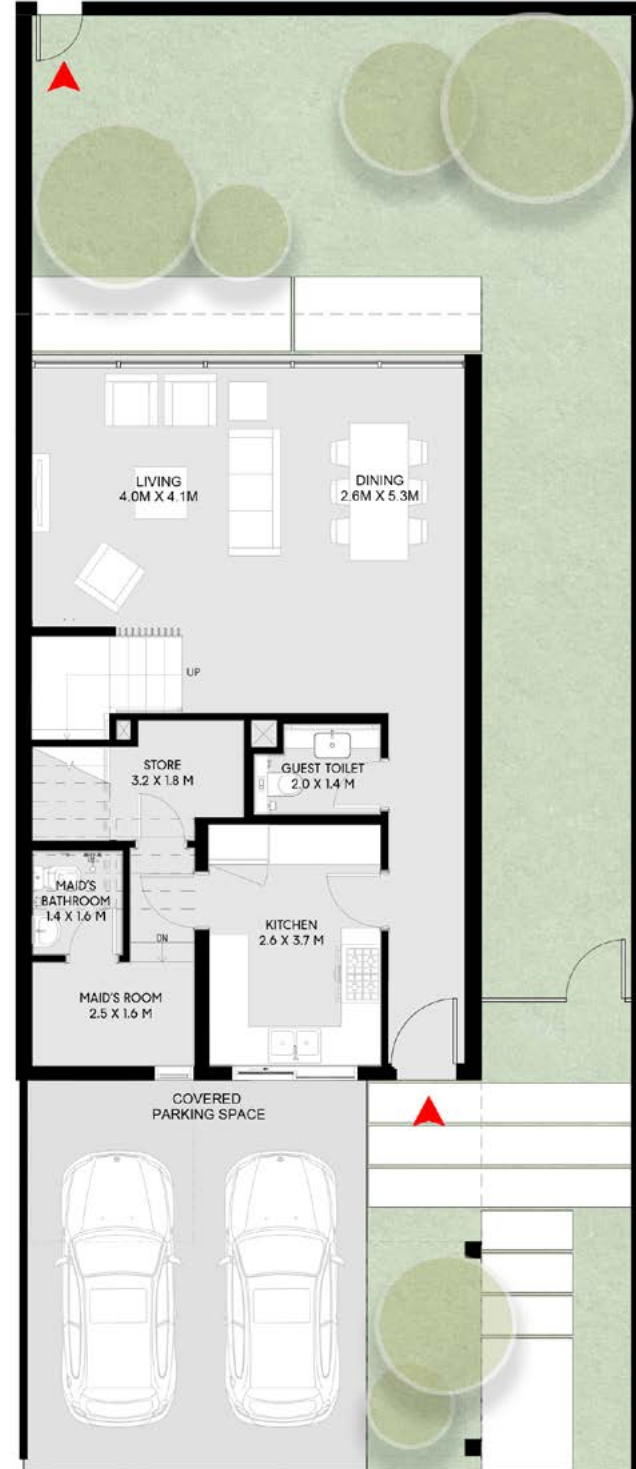 LIVING
4.0M X 4.1M
DINING
2.6M X 5.3M
UP
STORE
3.2 X 1.8 M
GUEST TOILET
2.0 X 1.4 M
MAID'S
BATHROOM
1.4 X 1.6 M
KITCHEN
2.6 X 3.7 M
DN
MAID'S ROOM
2.5 X 1.6 M
COVERED
PARKING SPACE